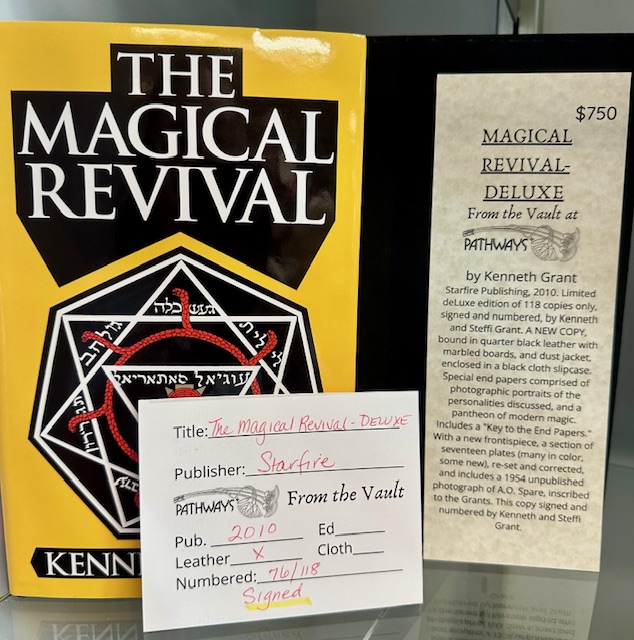 THE
MAGICAL
REVIVAL
כלה
לילית
סאתאריאל
KENN
Title: The Magical Revival - DELUXE
Publisher: Starfire
PATHWAYS From the Vault
Pub. 2010 Ed
Leather X Cloth
Numbered: 76/118
Signed
$750
MAGICAL
REVIVAL-
DELUXE
From the Vault at
PATHWAYS
by Kenneth Grant
Starfire Publishing, 2010. Limited
deLuxe edition of 118 copies only,
signed and numbered, by Kenneth
and Steffi Grant. A NEW COPY,
bound in quarter black leather with
marbled boards, and dust jacket,
enclosed in a black cloth slipcase.
Special end papers comprised of
photographic portraits of the
personalities discussed, and a
pantheon of modern magic.
Includes a "Key to the End Papers."
With a new frontispiece, a section of
seventeen plates (many in color,
some new), re-set and corrected,
and includes a 1954 unpublished
photograph of A.O. Spare, inscribed
to the Grants. This copy signed and
numbered by Kenneth and Steffi
Grant.